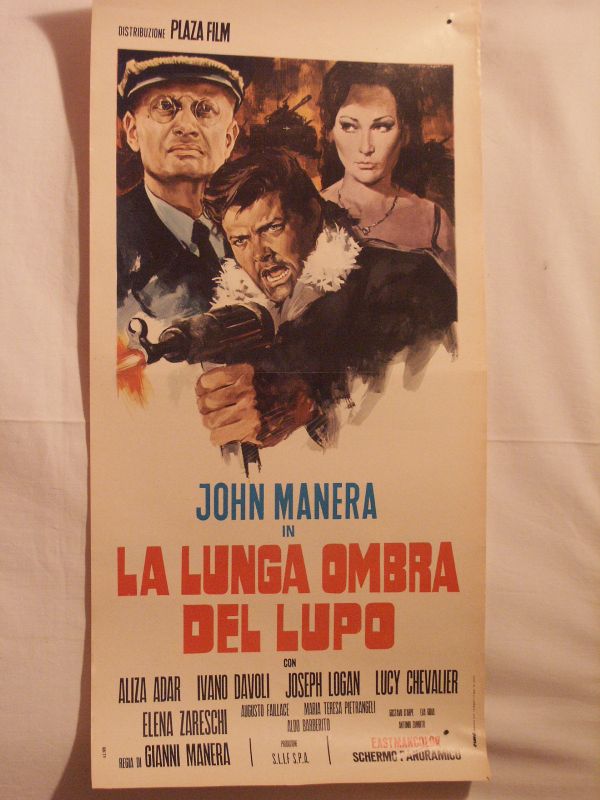 DISTRIBUZIONE PLAZA FILM
JOHN MANERA
IN
LA LUNGA OMBRA
DEL LUPO
CON
ALIZA ADAR IVANO DAVOLI JOSEPH LOGAN LUCY CHEVALIER
ELENA ZARESCHI AUGUSTO FAILLACE MARIA TERESA PIETRANGELI
ALDO BARBERITO
REGIA DI GIANNI MANERA
PRODUZIONE
S.L.I.F S.P.A.
EASTMANCOLOR
SCHERMO PANORAMICO